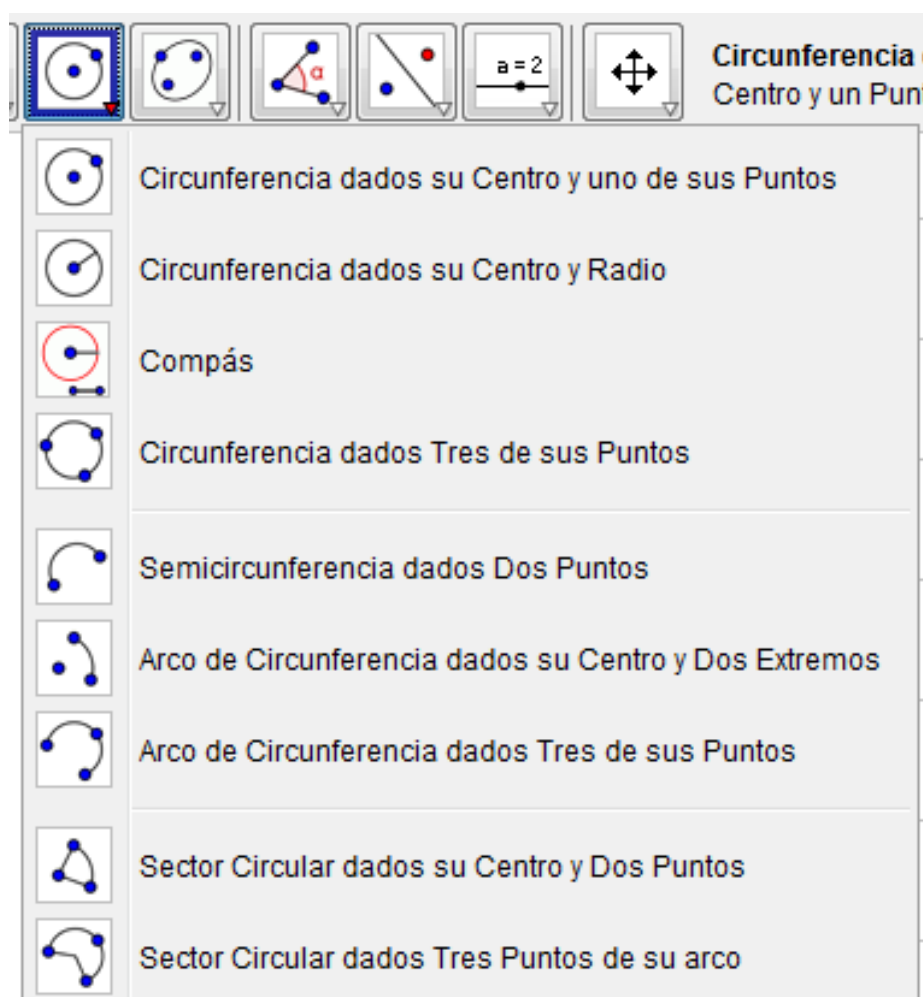 α
a = 2
Circunferencia
Centro y un
Circunferencia dados su Centro y uno de sus Puntos
Circunferencia dados su Centro y Radio
Compás
Circunferencia dados Tres de sus Puntos
Semicircunferencia dados Dos Puntos
Arco de Circunferencia dados su Centro y Dos Extremos
Arco de Circunferencia dados Tres de sus Puntos
Sector Circular dados su Centro y Dos Puntos
Sector Circular dados Tres Puntos de su arco